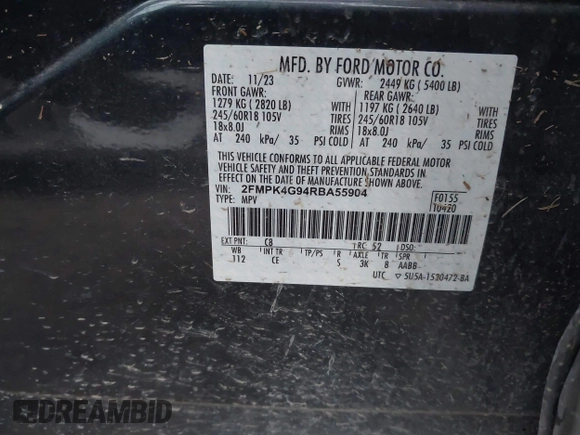 MFD. BY FORD MOTOR CO.
DATE: 11/23 GVWR: 2449 KG ( 5400 LB)
FRONT GAWR: REAR GAWR:
1279 KG ( 2820 LB) 1197 KG ( 2640 LB)
245/60R18 105V TIRES 245/60R18 105V TIRES
18x8.0J RIMS 18x8.0J RIMS
AT 240 kPa/ 35 PSI COLD AT 240 kPa/ 35 PSI COLD
THIS VEHICLE CONFORMS TO ALL APPLICABLE FEDERAL MOTOR
VEHICLE SAFETY AND THEFT PREVENTION STANDARDS IN
EFFECT ON THE DATE OF MANUFACTURE SHOWN ABOVE.
VIN: 2FMPK4G94RBA55904 F0155
TYPE: MPV T0420
EXT PNT: C8 RC: 52 DSO:
WB INT TR TP/PS R AXLE TR SPR
112 CE S 3K 8 AABB
UTC
DREAMBID